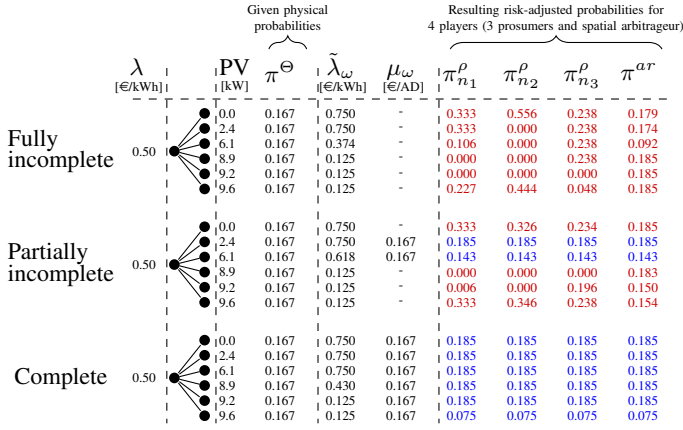 Given physical probabilities
Resulting risk-adjusted probabilities for 4 players (3 prosumers and spatial arbitrageur)
λ [€/kWh] PV [kW] π^Θ λ̃_ω [€/kWh] μ_ω [€/AD] π^ρ_{n_1} π^ρ_{n_2} π^ρ_{n_3} π^{ar}
Fully incomplete
0.50
0.0 0.167 0.750 - 0.333 0.556 0.238 0.179
2.4 0.167 0.750 - 0.333 0.000 0.238 0.174
6.1 0.167 0.374 - 0.106 0.000 0.238 0.092
8.9 0.167 0.125 - 0.000 0.000 0.238 0.185
9.2 0.167 0.125 - 0.000 0.000 0.000 0.185
9.6 0.167 0.125 - 0.227 0.444 0.048 0.185
Partially incomplete
0.50
0.0 0.167 0.750 - 0.333 0.326 0.234 0.185
2.4 0.167 0.750 0.167 0.185 0.185 0.185 0.185
6.1 0.167 0.618 0.167 0.143 0.143 0.143 0.143
8.9 0.167 0.125 - 0.000 0.000 0.000 0.183
9.2 0.167 0.125 - 0.006 0.000 0.196 0.150
9.6 0.167 0.125 - 0.333 0.346 0.238 0.154
Complete
0.50
0.0 0.167 0.750 0.167 0.185 0.185 0.185 0.185
2.4 0.167 0.750 0.167 0.185 0.185 0.185 0.185
6.1 0.167 0.750 0.167 0.185 0.185 0.185 0.185
8.9 0.167 0.430 0.167 0.185 0.185 0.185 0.185
9.2 0.167 0.125 0.167 0.185 0.185 0.185 0.185
9.6 0.167 0.125 0.167 0.075 0.075 0.075 0.075